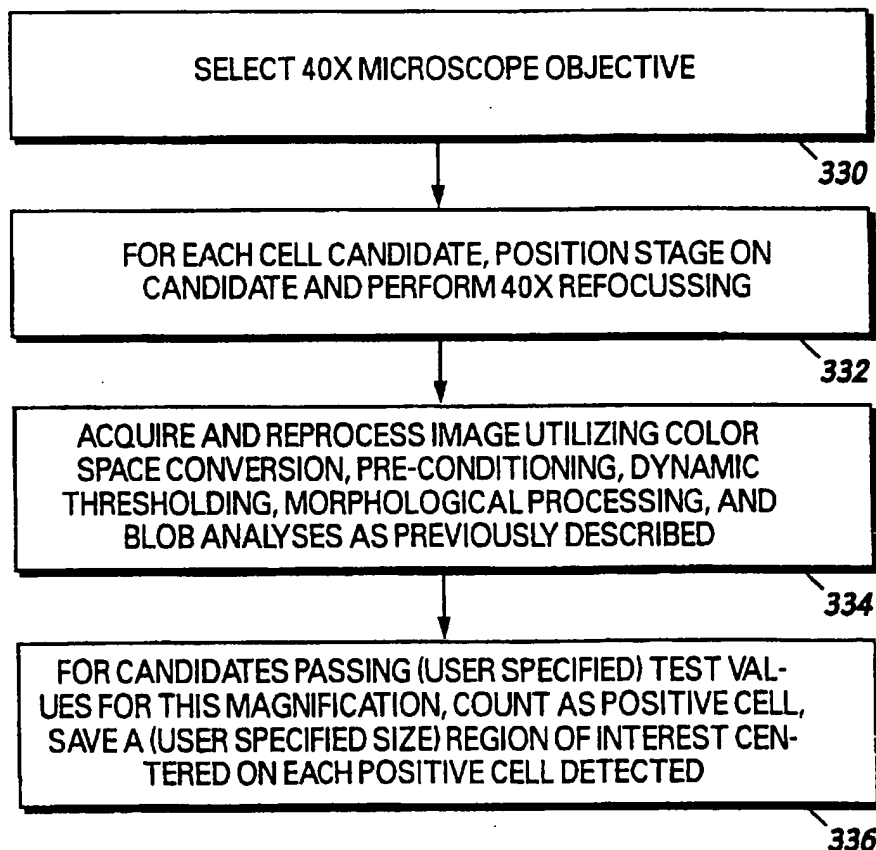 SELECT 40X MICROSCOPE OBJECTIVE
330
FOR EACH CELL CANDIDATE, POSITION STAGE ON
CANDIDATE AND PERFORM 40X REFOCUSSING
332
ACQUIRE AND REPROCESS IMAGE UTILIZING COLOR
SPACE CONVERSION, PRE-CONDITIONING, DYNAMIC
THRESHOLDING, MORPHOLOGICAL PROCESSING, AND
BLOB ANALYSES AS PREVIOUSLY DESCRIBED
334
FOR CANDIDATES PASSING (USER SPECIFIED) TEST VAL-
UES FOR THIS MAGNIFICATION, COUNT AS POSITIVE CELL,
SAVE A (USER SPECIFIED SIZE) REGION OF INTEREST CEN-
TERED ON EACH POSITIVE CELL DETECTED
336